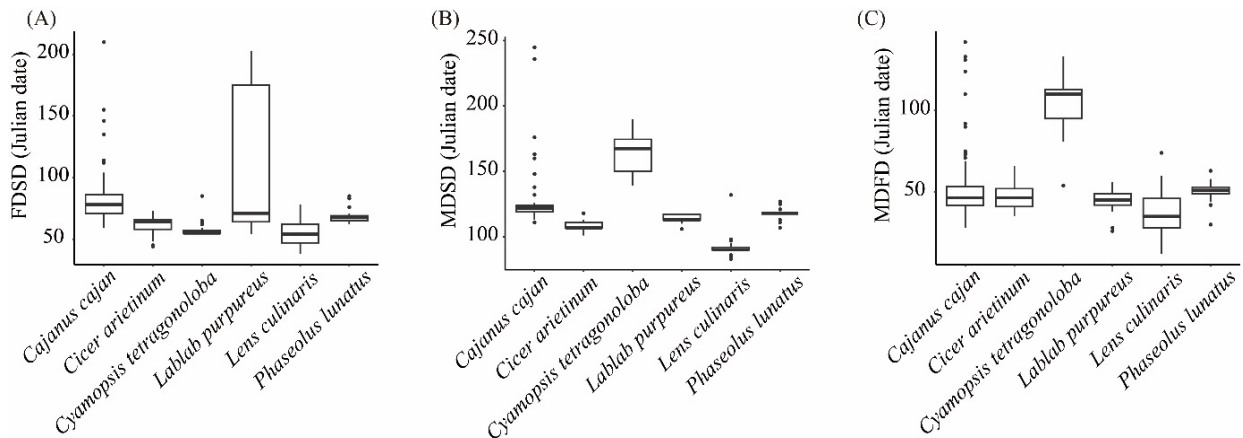 (A)
FDSD (Julian date)
200
150
100
50
Cajanus cajan
Cicer arietinum
Cyamopsis tetragonoloba
Lablab purpureus
Lens culinaris
Phaseolus lunatus
(B)
MDSD (Julian date)
250
200
150
100
Cajanus cajan
Cicer arietinum
Cyamopsis tetragonoloba
Lablab purpureus
Lens culinaris
Phaseolus lunatus
(C)
MDFD (Julian date)
100
50
Cajanus cajan
Cicer arietinum
Cyamopsis tetragonoloba
Lablab purpureus
Lens culinaris
Phaseolus lunatus